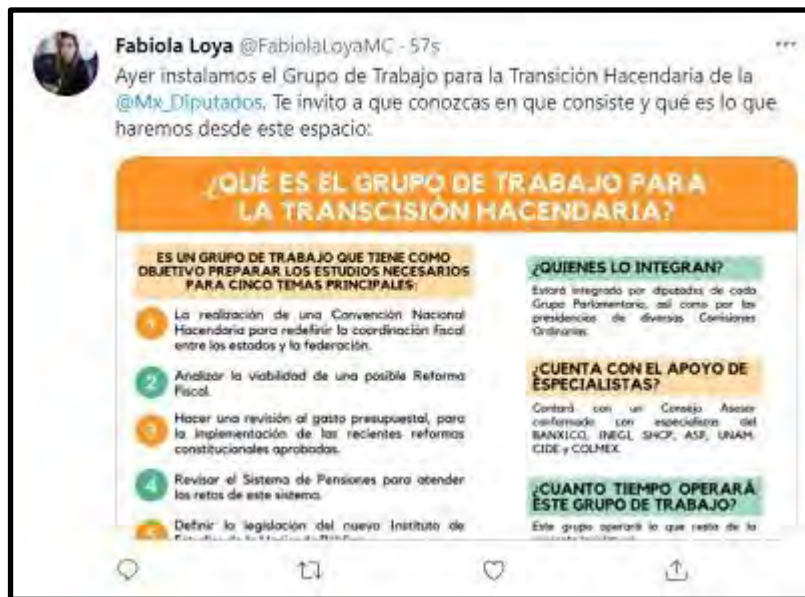 Fabiola Loya @FabiolaLoyaMC · 57s
Ayer instalamos el Grupo de Trabajo para la Transición Hacendaria de la
@Mx_Diputados. Te invito a que conozcas en que consiste y qué es lo que
haremos desde este espacio:
¿QUÉ ES EL GRUPO DE TRABAJO PARA
LA TRANSCISIÓN HACENDARIA?
ES UN GRUPO DE TRABAJO QUE TIENE COMO
OBJETIVO PREPARAR LOS ESTUDIOS NECESARIOS
PARA CINCO TEMAS PRINCIPALES:
1 La realización de una Convención Nacional
Hacendaria para redefinir la coordinación fiscal
entre los estados y la federación.
2 Analizar la viabilidad de una posible Reforma
Fiscal.
3 Hacer una revisión al gasto presupuestal, para
la implementación de las recientes reformas
constitucionales aprobadas.
4 Revisar el Sistema de Pensiones para atender
los retos de este sistema.
5 Definir la legislación del nuevo Instituto de
¿QUIENES LO INTEGRAN?
Estará integrado por diputados de cada
Grupo Parlamentario, así como por las
presidencias de diversas Comisiones
Ordinarias.
¿CUENTA CON EL APOYO DE
ESPECIALISTAS?
Contará con un Consejo Asesor
conformado con especialistas del
BANXICO, INEGI, SHCP, ASF, UNAM,
CIDE y COLMEX.
¿CUANTO TIEMPO OPERARÁ
ESTE GRUPO DE TRABAJO?
Este grupo operará lo que resta de la